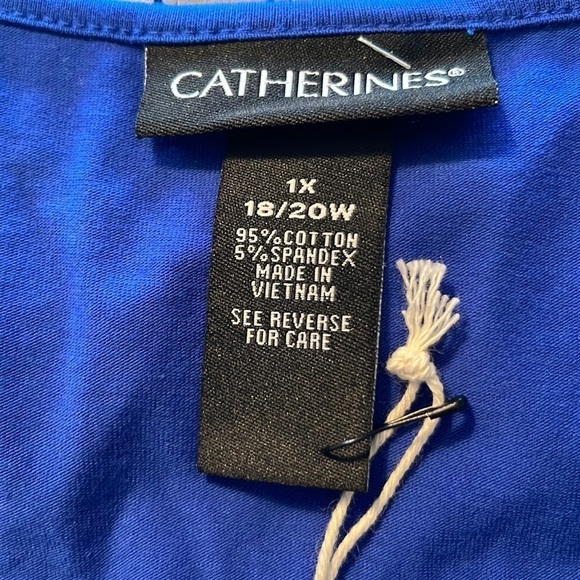 CATHERINES®
1X
18/20W
95%COTTON
5%SPANDEX
MADE IN
VIETNAM
SEE REVERSE
FOR CARE